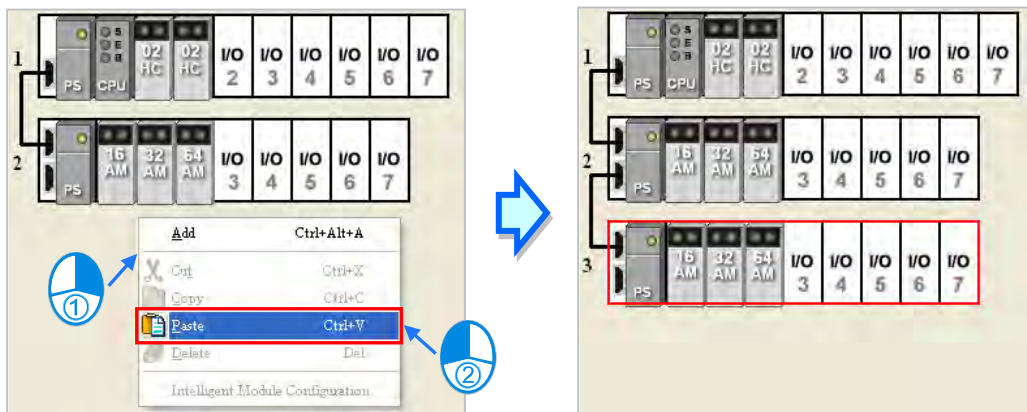 1
PS
S
E
B
CPU
02 HC
02 HC
I/O 2
I/O 3
I/O 4
I/O 5
I/O 6
I/O 7
2
PS
16 AM
32 AM
64 AM
I/O 3
I/O 4
I/O 5
I/O 6
I/O 7
Add Ctrl+Alt+A
Cut Ctrl+X
Copy Ctrl+C
Paste Ctrl+V
Delete Del
Intelligent Module Configuration
①
②
1
PS
S
E
B
CPU
02 HC
02 HC
I/O 2
I/O 3
I/O 4
I/O 5
I/O 6
I/O 7
2
PS
16 AM
32 AM
64 AM
I/O 3
I/O 4
I/O 5
I/O 6
I/O 7
3
PS
16 AM
32 AM
64 AM
I/O 3
I/O 4
I/O 5
I/O 6
I/O 7